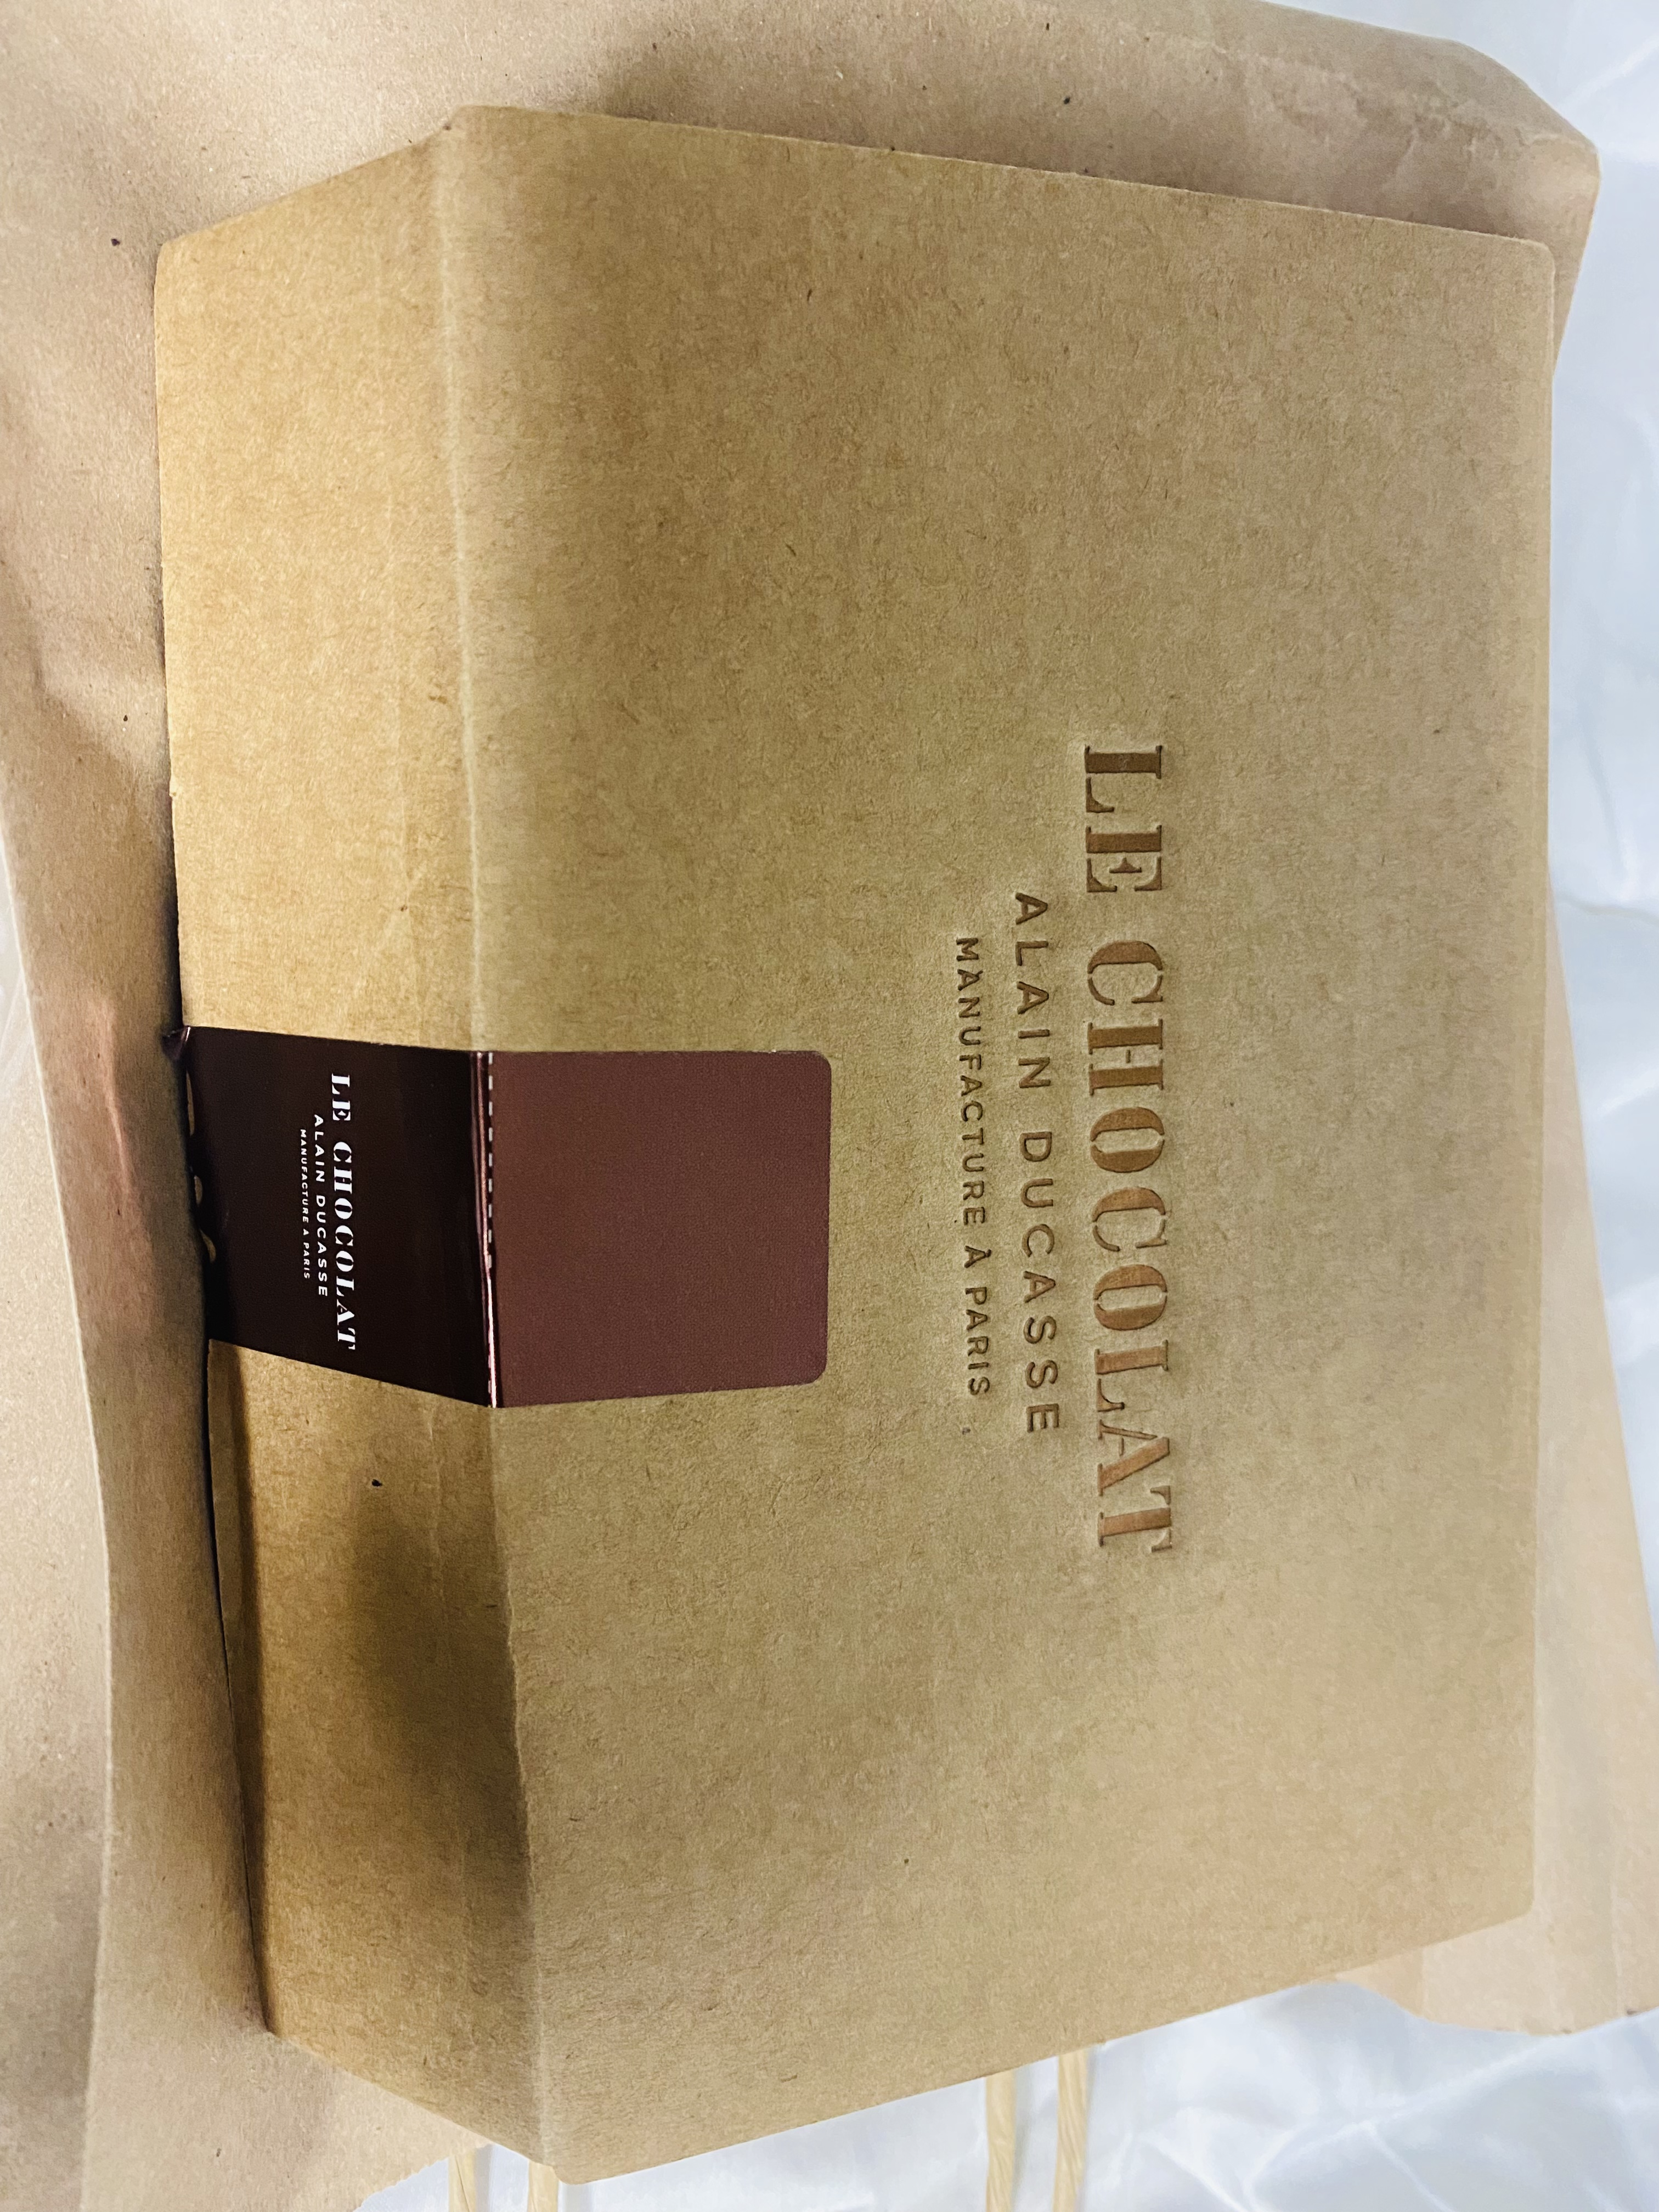 LE CHOCOLAT
ALAIN DUCASSE
MANUFACTURE À PARIS
LE CHOCOLAT
ALAIN DUCASSE
MANUFACTURE À PARIS